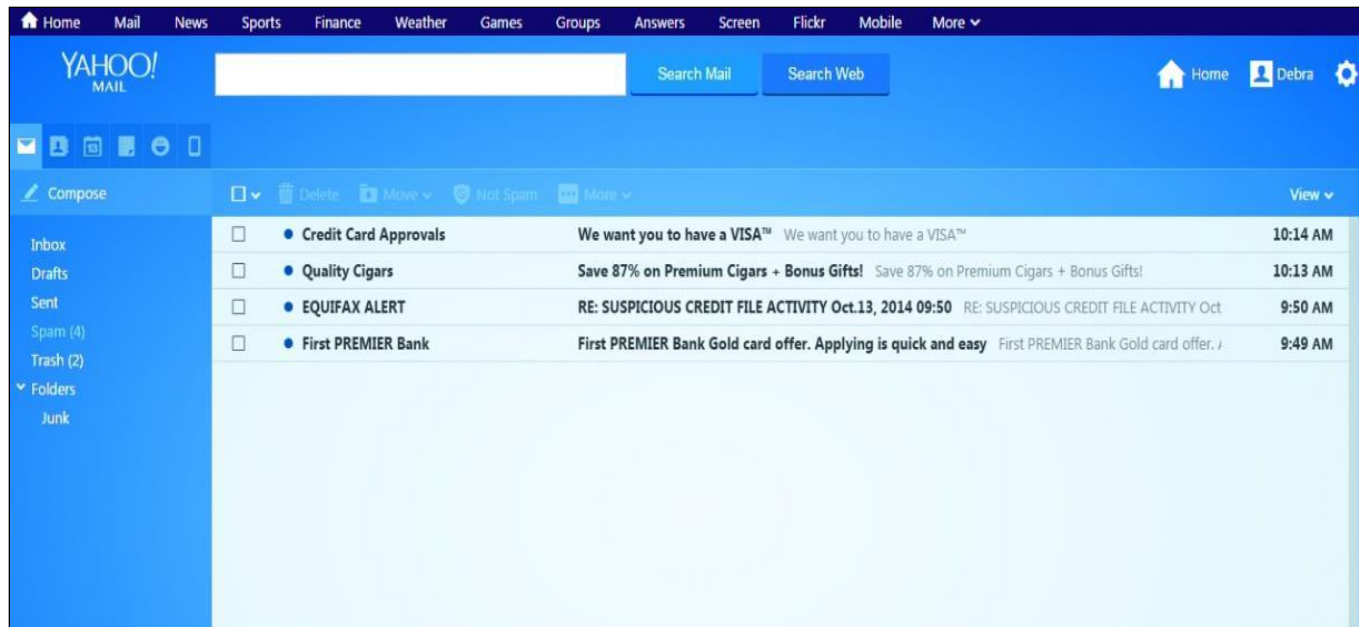 Home Mail News Sports Finance Weather Games Groups Answers Screen Flickr Mobile More
YAHOO!
MAIL
Search Mail Search Web Home Debra
13
Compose Delete Move Not Spam More View
Inbox
Drafts
Sent
Spam (4)
Trash (2)
Folders
Junk
Credit Card Approvals We want you to have a VISA™ We want you to have a VISA™ 10:14 AM
Quality Cigars Save 87% on Premium Cigars + Bonus Gifts! Save 87% on Premium Cigars + Bonus Gifts! 10:13 AM
EQUIFAX ALERT RE: SUSPICIOUS CREDIT FILE ACTIVITY Oct.13, 2014 09:50 RE: SUSPICIOUS CREDIT FILE ACTIVITY Oct 9:50 AM
First PREMIER Bank First PREMIER Bank Gold card offer. Applying is quick and easy First PREMIER Bank Gold card offer. 9:49 AM